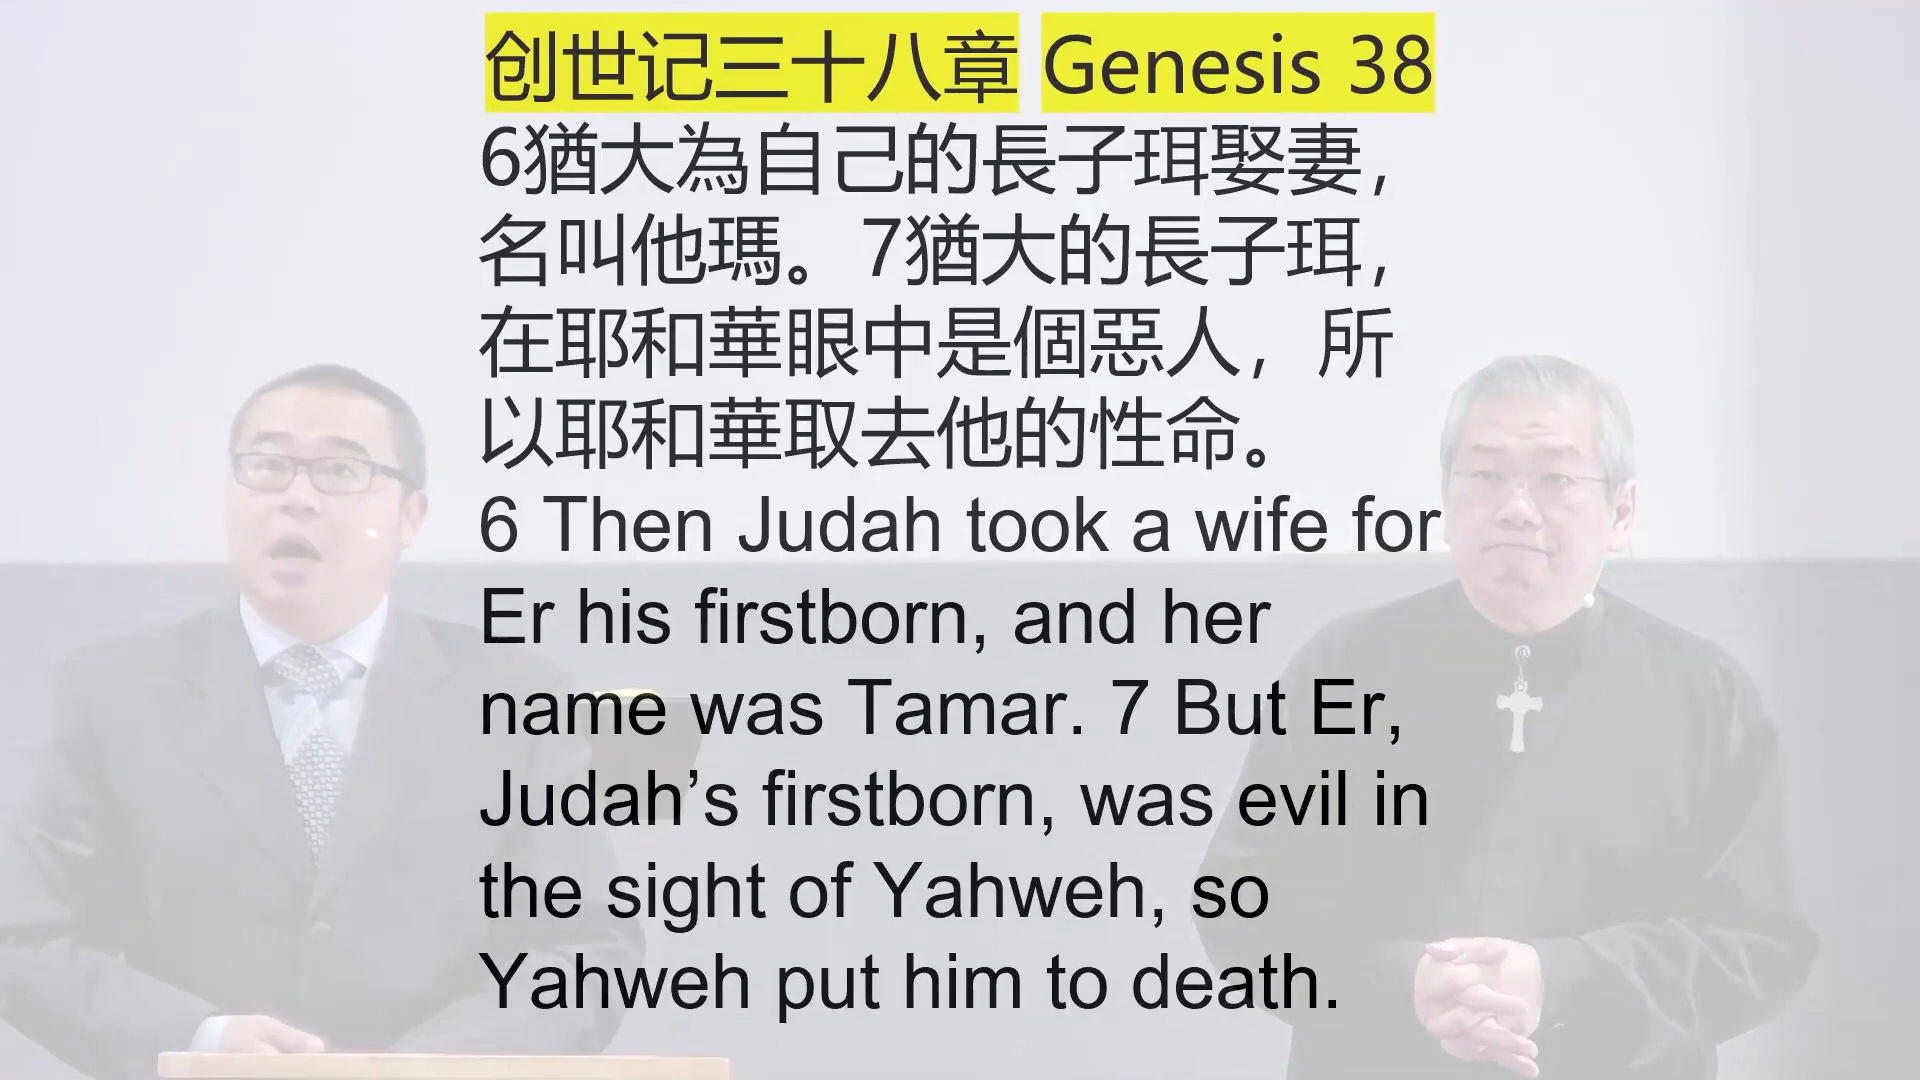 创世记三十八章 Genesis 38
6猶大為自己的長子珥娶妻，
名叫他瑪。7猶大的長子珥，
在耶和華眼中是個惡人，所
以耶和華取去他的性命。
6 Then Judah took a wife for
Er his firstborn, and her
name was Tamar. 7 But Er,
Judah’s firstborn, was evil in
the sight of Yahweh, so
Yahweh put him to death.